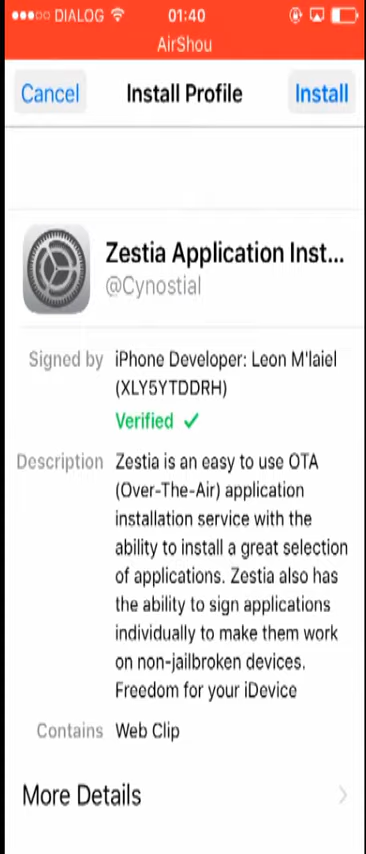 DIALOG 01:40
AirShou
Cancel Install Profile Install
Zestia Application Inst...
@Cynostial
Signed by iPhone Developer: Leon M'laiel
(XLY5YTDDRH)
Verified ✓
Description Zestia is an easy to use OTA
(Over-The-Air) application
installation service with the
ability to install a great selection
of applications. Zestia also has
the ability to sign applications
individually to make them work
on non-jailbroken devices.
Freedom for your iDevice
Contains Web Clip
More Details